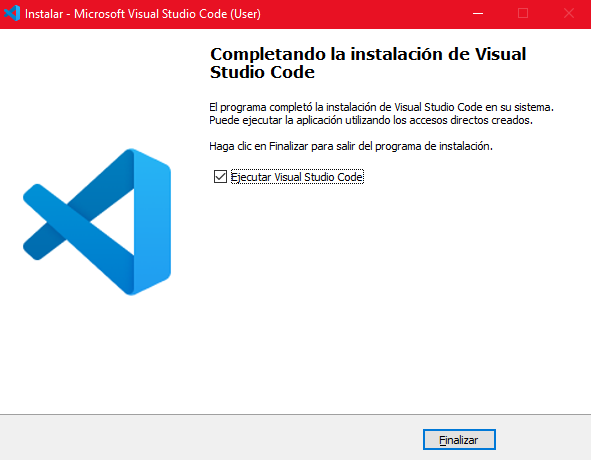 Instalar - Microsoft Visual Studio Code (User)
Completando la instalación de Visual
Studio Code
El programa completó la instalación de Visual Studio Code en su sistema.
Puede ejecutar la aplicación utilizando los accesos directos creados.
Haga clic en Finalizar para salir del programa de instalación.
Ejecutar Visual Studio Code
Finalizar